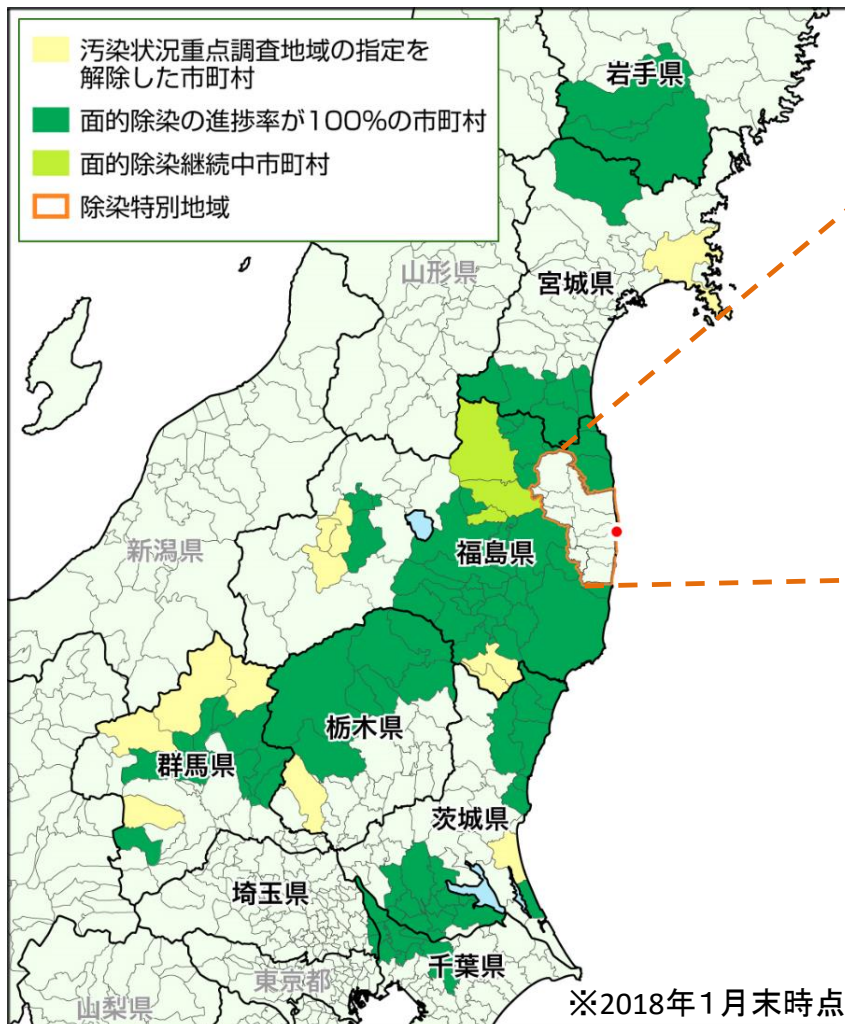 汚染状況重点調査地域の指定を
解除した市町村
面的除染の進捗率が100%の市町村
面的除染継続中市町村
除染特別地域
岩手県
山形県
宮城県
新潟県
福島県
栃木県
群馬県
茨城県
埼玉県
千葉県
東京都
山梨県
※2018年1月末時点